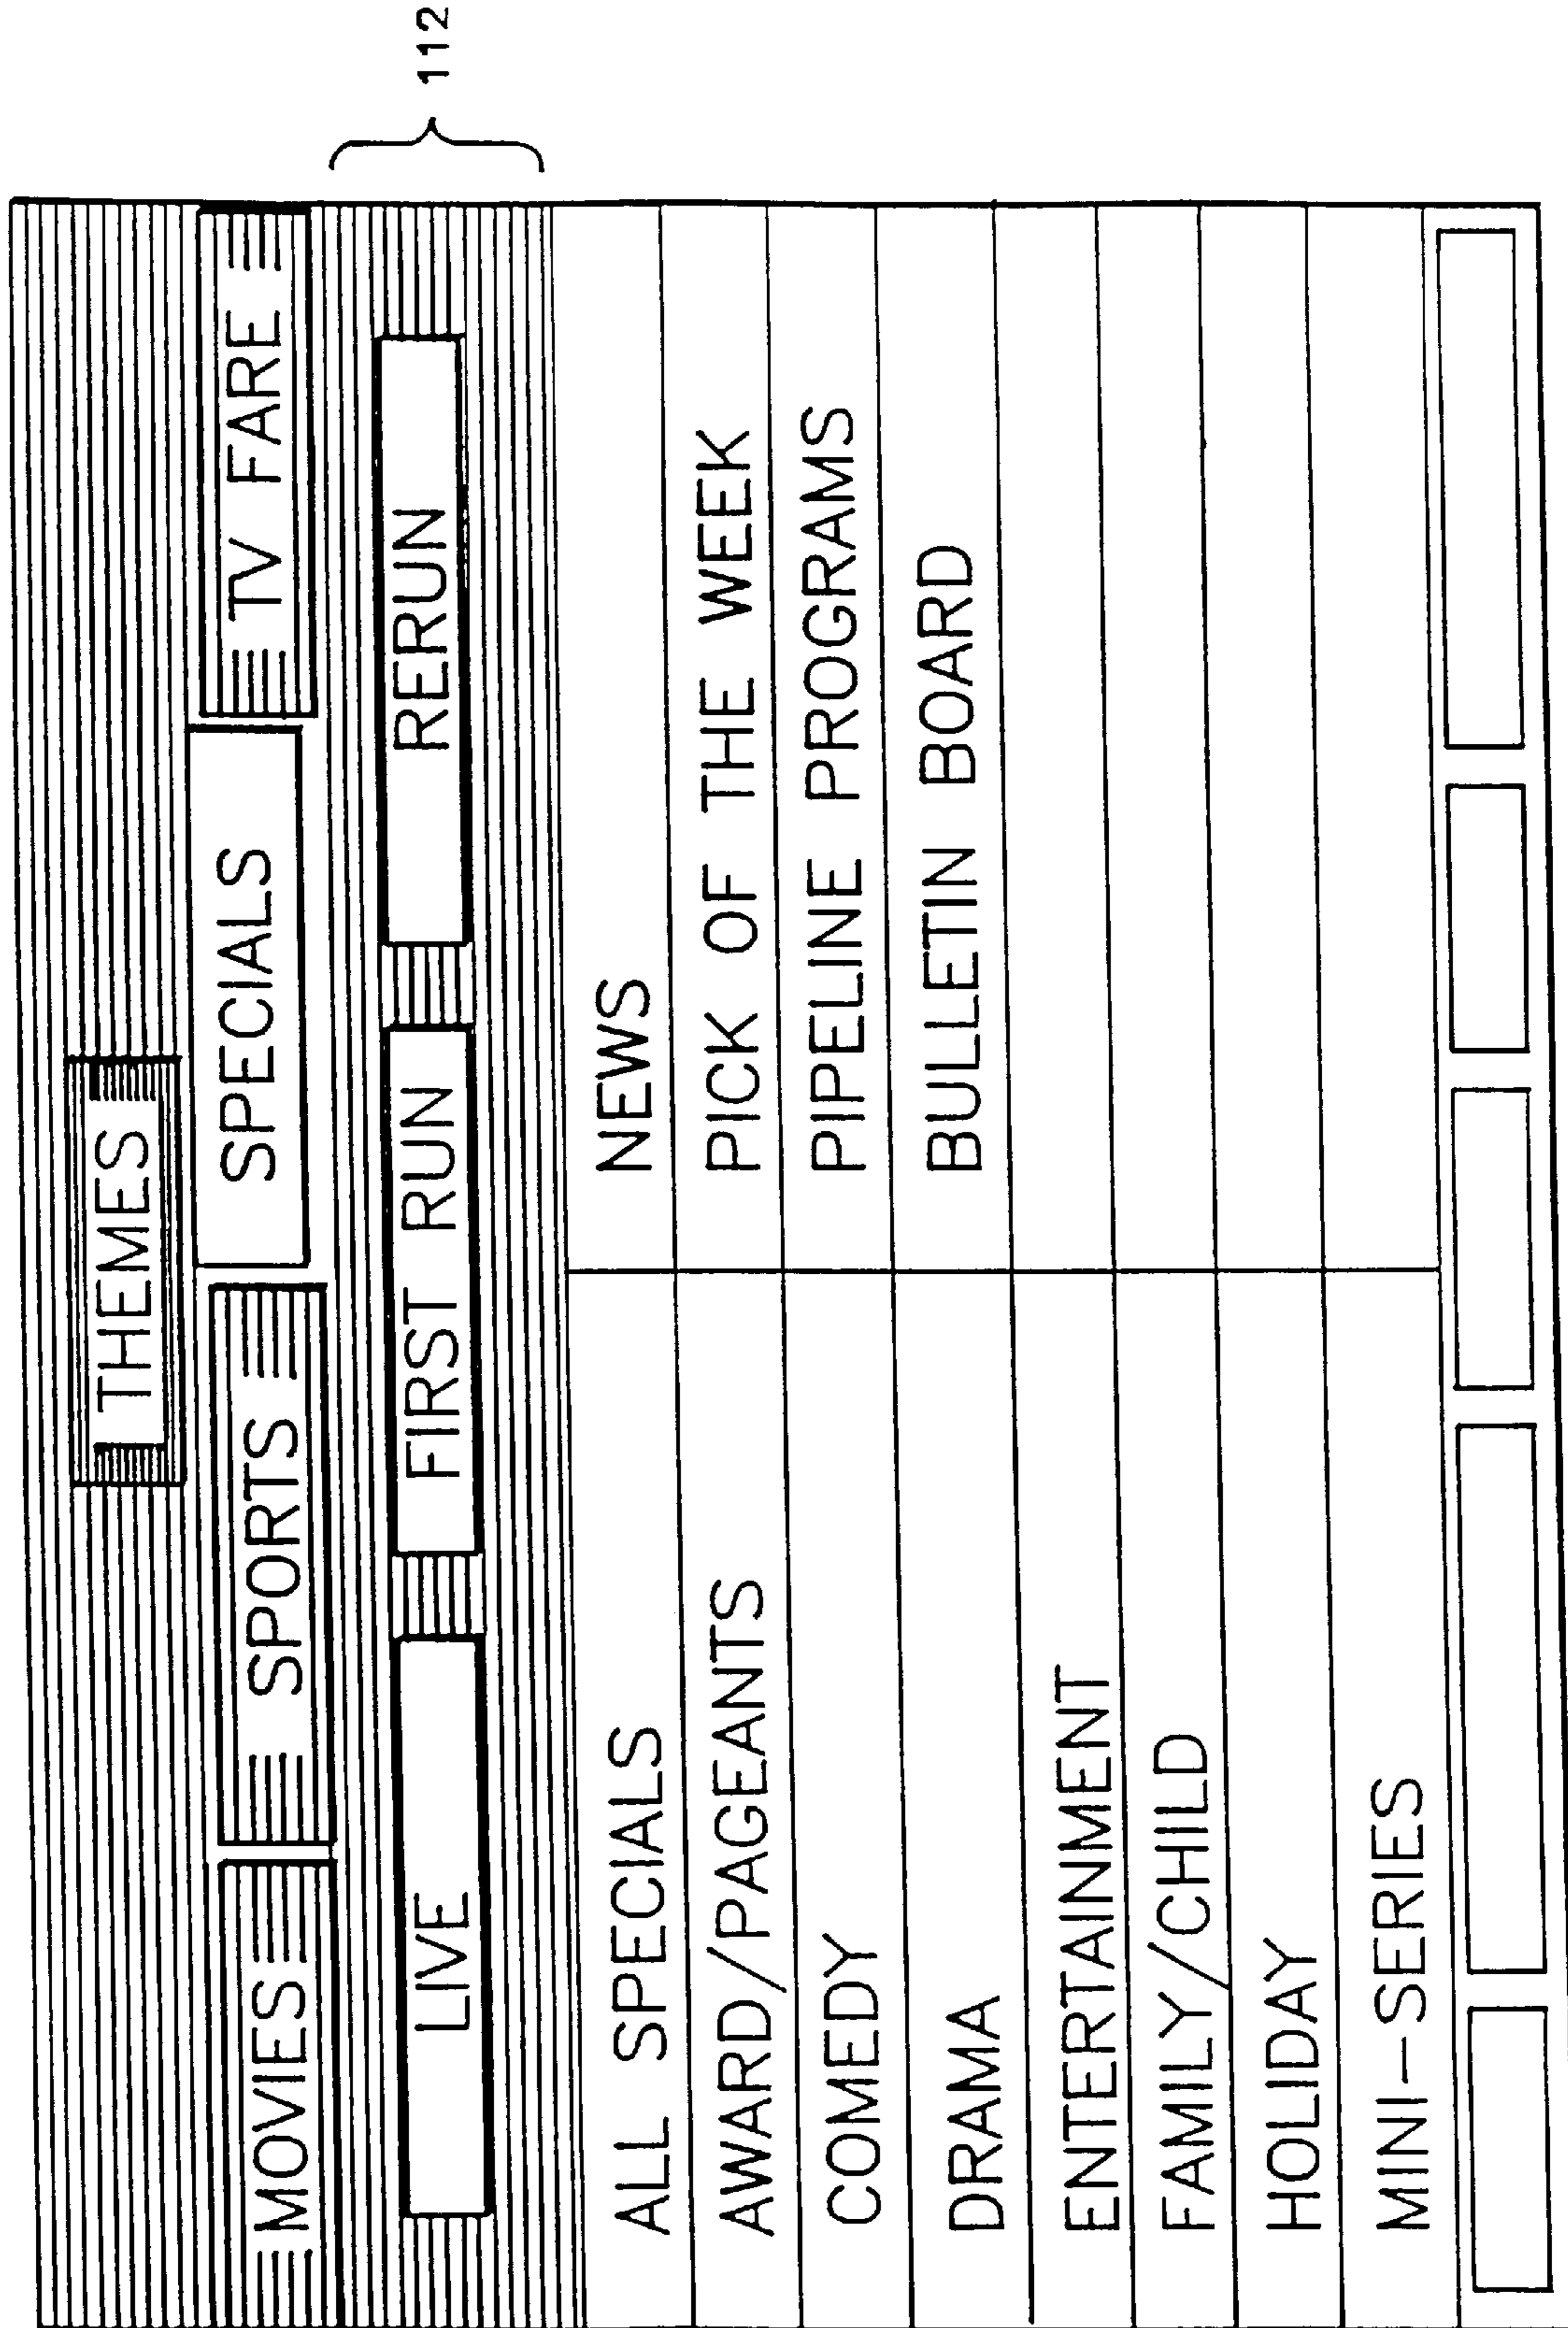 THEMES
MOVIES SPORTS SPECIALS TV FARE
LIVE FIRST RUN RERUN
112
ALL SPECIALS NEWS
AWARD/PAGEANTS PICK OF THE WEEK
COMEDY PIPELINE PROGRAMS
DRAMA BULLETIN BOARD
ENTERTAINMENT
FAMILY/CHILD
HOLIDAY
MINI-SERIES